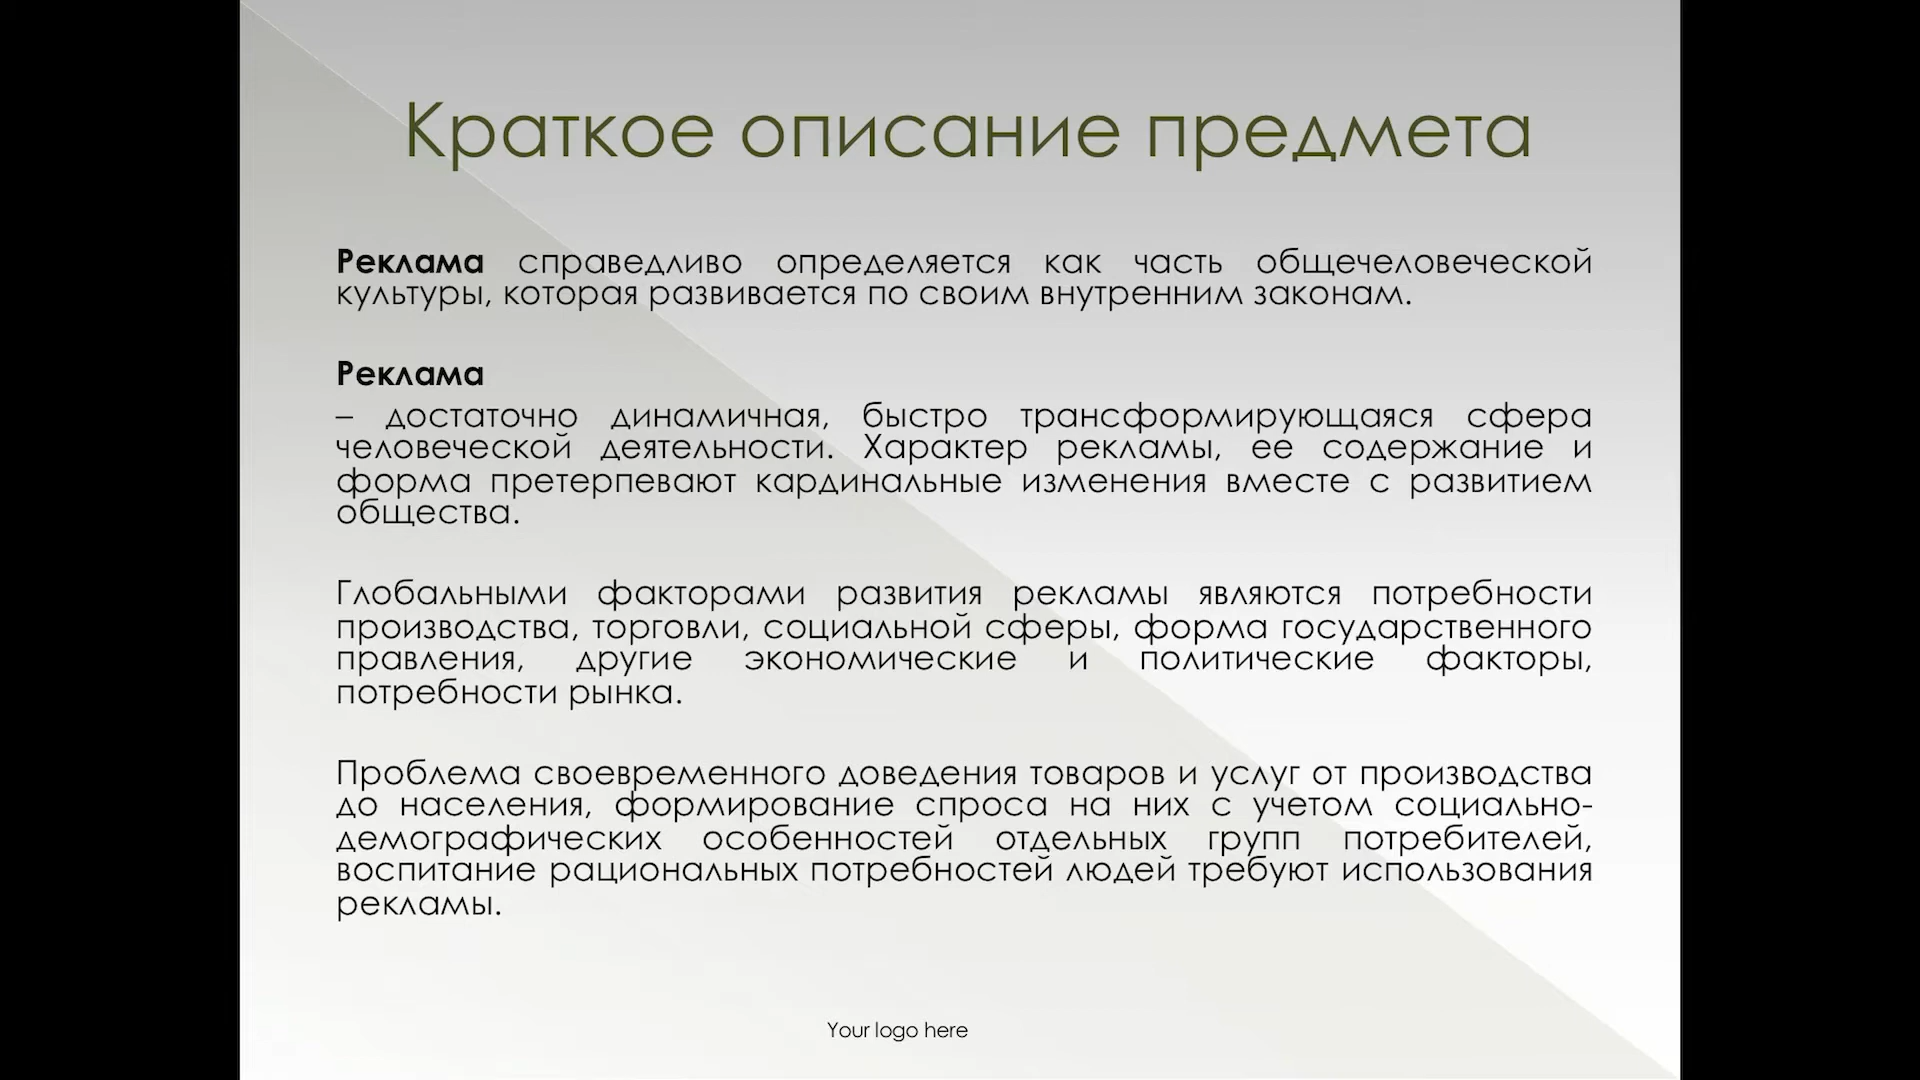 Краткое описание предмета
Реклама справедливо определяется как часть общечеловеческой
культуры, которая развивается по своим внутренним законам.
Реклама
– достаточно динамичная, быстро трансформирующаяся сфера
человеческой деятельности. Характер рекламы, ее содержание и
форма претерпевают кардинальные изменения вместе с развитием
общества.
Глобальными факторами развития рекламы являются потребности
производства, торговли, социальной сферы, форма государственного
правления, другие экономические и политические факторы,
потребности рынка.
Проблема своевременного доведения товаров и услуг от производства
до населения, формирование спроса на них с учетом социально-
демографических особенностей отдельных групп потребителей,
воспитание рациональных потребностей людей требуют использования
рекламы.
Your logo here